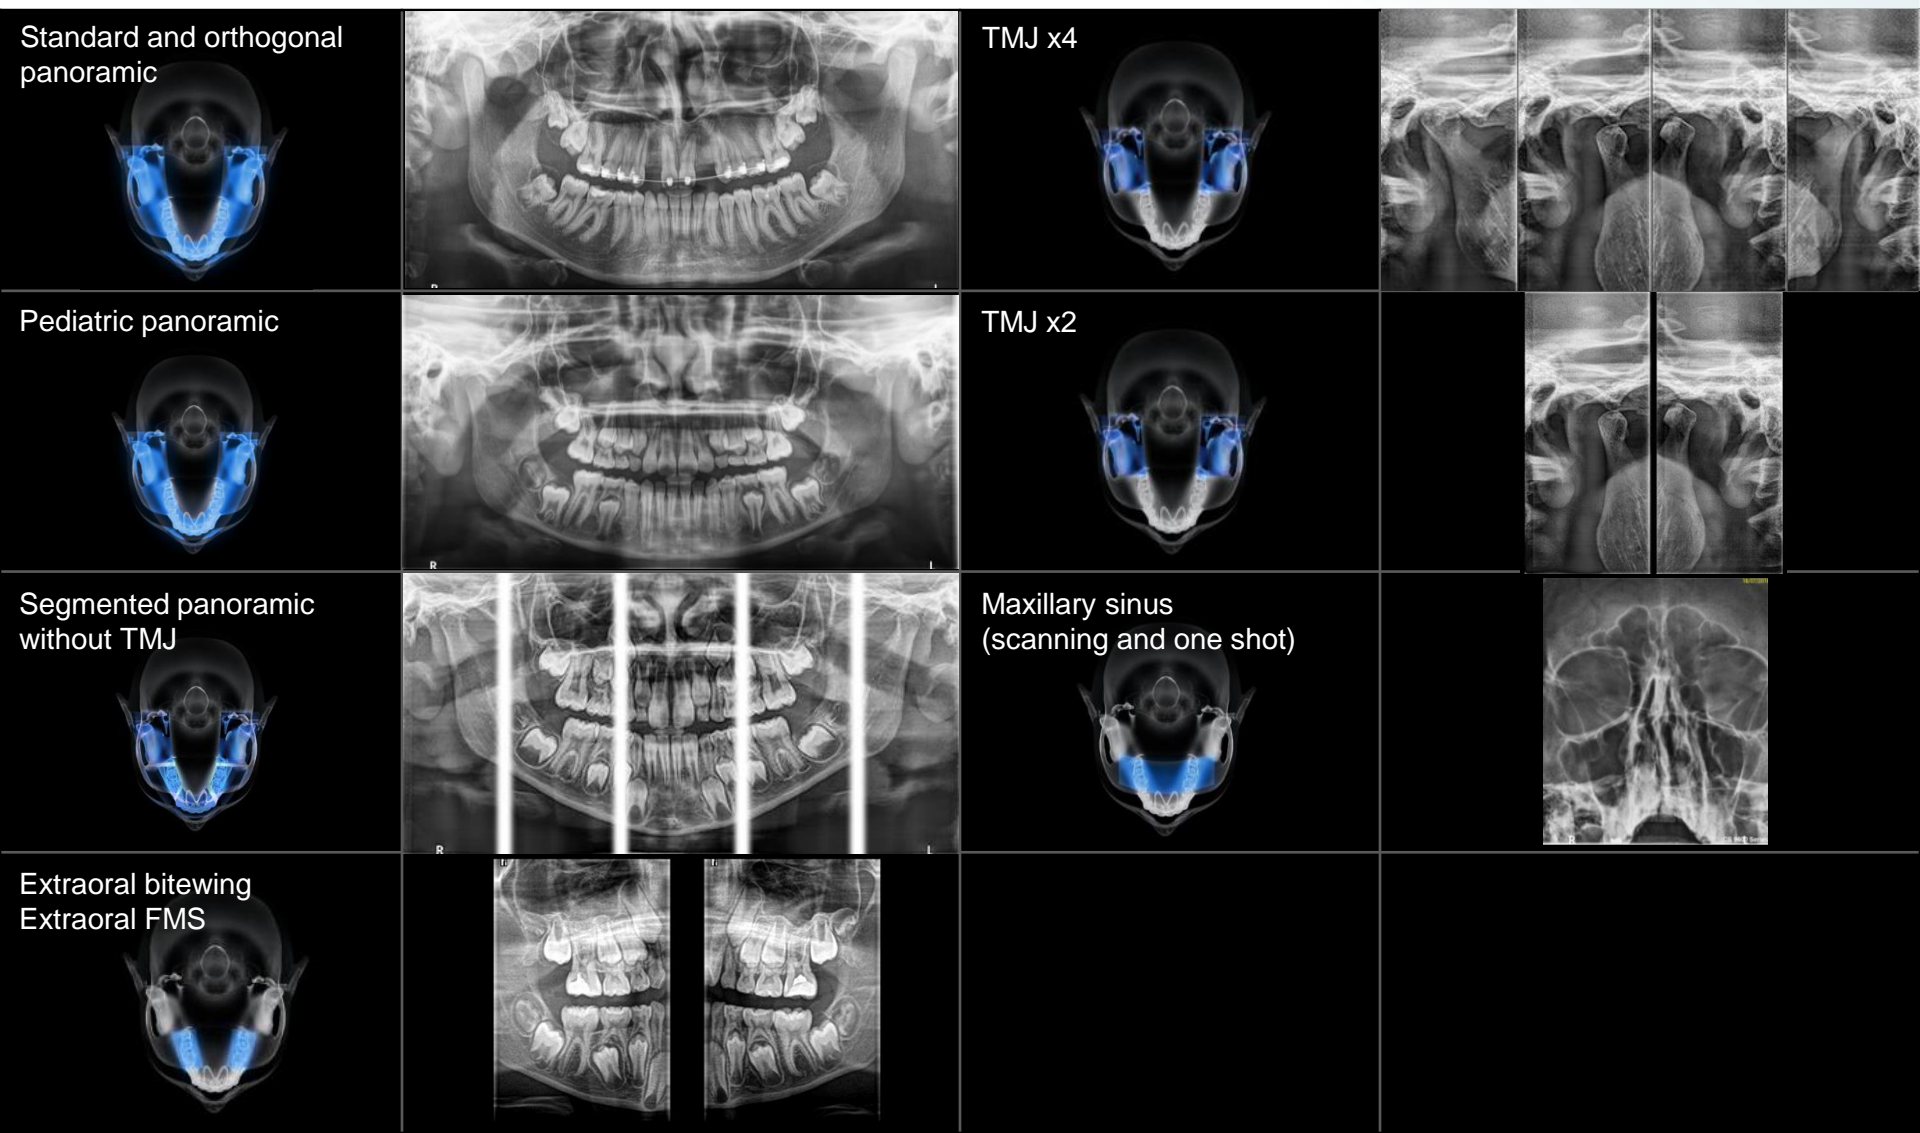 Standard and orthogonal
panoramic
TMJ x4
R
L
Pediatric panoramic
TMJ x2
R
L
Segmented panoramic
without TMJ
Maxillary sinus
(scanning and one shot)
R
L
R
Extraoral bitewing
Extraoral FMS